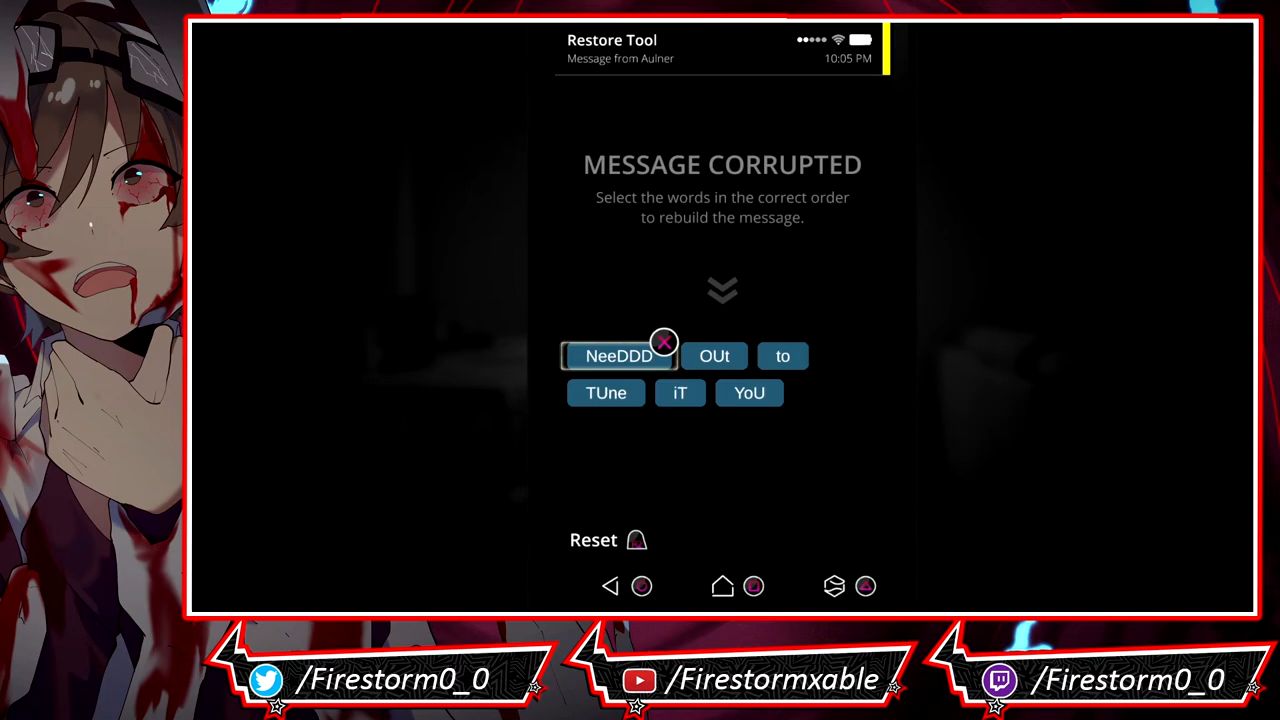 Restore Tool
Message from Aulner
10:05 PM
MESSAGE CORRUPTED
Select the words in the correct order
to rebuild the message.
NeeDDD OUt to
TUne iT YoU
Reset
/Firestorm0_0 /Firestormxable /Firestorm0_0